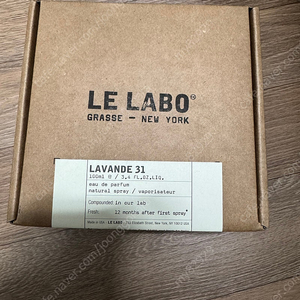 LE LABO
GRASSE – NEW YORK
LAVANDE 31
100ml ℮ / 3.4 FL.OZ.LIQ.
eau de parfum
natural spray / vaporisateur
Compounded in our lab
Fresh 12 months after first spray*